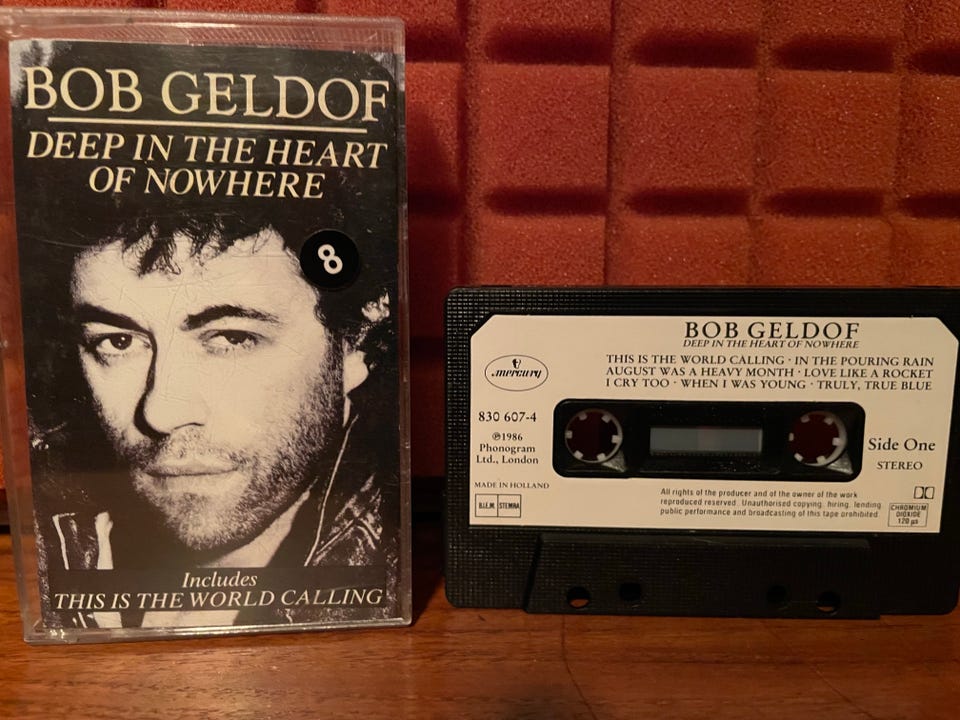 BOB GELDOF
DEEP IN THE HEART
OF NOWHERE
8
Includes
THIS IS THE WORLD CALLING
BOB GELDOF
DEEP IN THE HEART OF NOWHERE
mercury
THIS IS THE WORLD CALLING · IN THE POURING RAIN
AUGUST WAS A HEAVY MONTH · LOVE LIKE A ROCKET
I CRY TOO · WHEN I WAS YOUNG · TRULY, TRUE BLUE
830 607-4
℗1986
Phonogram
Ltd., London
MADE IN HOLLAND
B.I.E.M. STEMRA
Side One
STEREO
All rights of the producer and of the owner of the work
reproduced reserved. Unauthorised copying, hiring, lending
public performance and broadcasting of this tape prohibited.
CHROMIUM
DIOXIDE
120 µs